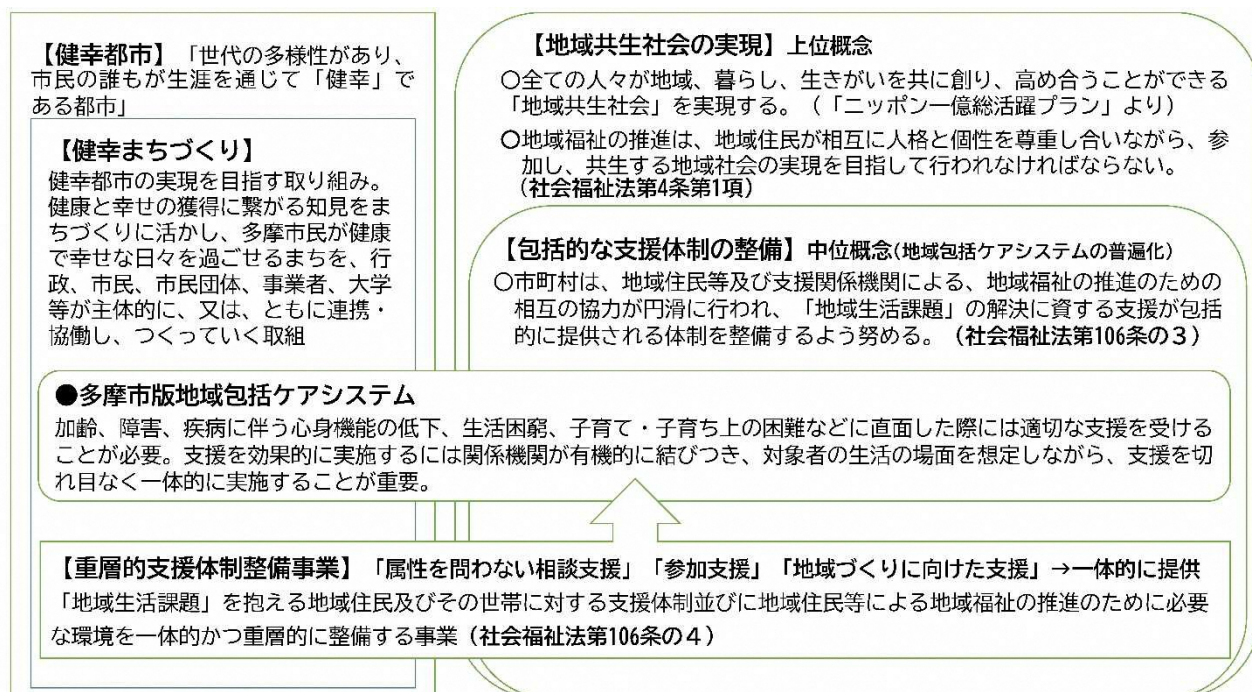 【健幸都市】「世代の多様性があり、
市民の誰もが生涯を通じて「健幸」で
ある都市」
【健幸まちづくり】
健幸都市の実現を目指す取り組み。
健康と幸せの獲得に繋がる知見をま
ちづくりに活かし、多摩市民が健康
で幸せな日々を過ごせるまちを、行
政、市民、市民団体、事業者、大学
等が主体的に、又は、ともに連携・
協働し、つくっていく取組
【地域共生社会の実現】上位概念
○全ての人々が地域、暮らし、生きがいを共に創り、高め合うことができる
「地域共生社会」を実現する。（「ニッポン一億総活躍プラン」より）
○地域福祉の推進は、地域住民が相互に人格と個性を尊重し合いながら、参
加し、共生する地域社会の実現を目指して行われなければならない。
（社会福祉法第4条第1項）
【包括的な支援体制の整備】中位概念(地域包括ケアシステムの普遍化)
○市町村は、地域住民等及び支援関係機関による、地域福祉の推進のための
相互の協力が円滑に行われ、「地域生活課題」の解決に資する支援が包括
的に提供される体制を整備するよう努める。（社会福祉法第106条の３）
●多摩市版地域包括ケアシステム
加齢、障害、疾病に伴う心身機能の低下、生活困窮、子育て・子育ち上の困難などに直面した際には適切な支援を受ける
ことが必要。支援を効果的に実施するには関係機関が有機的に結びつき、対象者の生活の場面を想定しながら、支援を切
れ目なく一体的に実施することが重要。
【重層的支援体制整備事業】「属性を問わない相談支援」「参加支援」「地域づくりに向けた支援」→一体的に提供
「地域生活課題」を抱える地域住民及びその世帯に対する支援体制並びに地域住民等による地域福祉の推進のために必要
な環境を一体的かつ重層的に整備する事業（社会福祉法第106条の４）